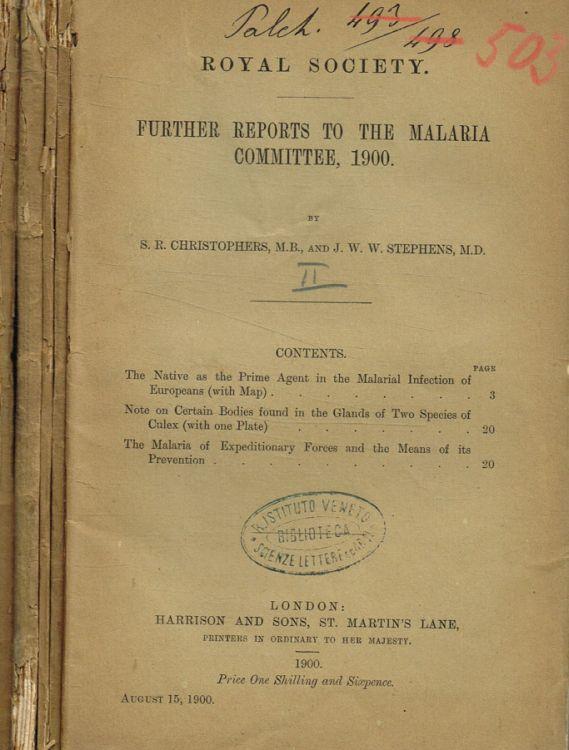 Palch. 493/498 503
ROYAL SOCIETY.
FURTHER REPORTS TO THE MALARIA
COMMITTEE, 1900.
BY
S. R. CHRISTOPHERS, M.B., AND J. W. W. STEPHENS, M.D.
II
CONTENTS.
PAGE
The Native as the Prime Agent in the Malarial Infection of
Europeans (with Map) . . . . . . . . 3
Note on Certain Bodies found in the Glands of Two Species of
Culex (with one Plate) . . . . . . . 20
The Malaria of Expeditionary Forces and the Means of its
Prevention . . . . . . . . . . 20
R. ISTITUTO VENETO
BIBLIOTECA
SCIENZE LETTERE
LONDON:
HARRISON AND SONS, ST. MARTIN'S LANE,
PRINTERS IN ORDINARY TO HER MAJESTY.
1900.
Price One Shilling and Sixpence.
AUGUST 15, 1900.